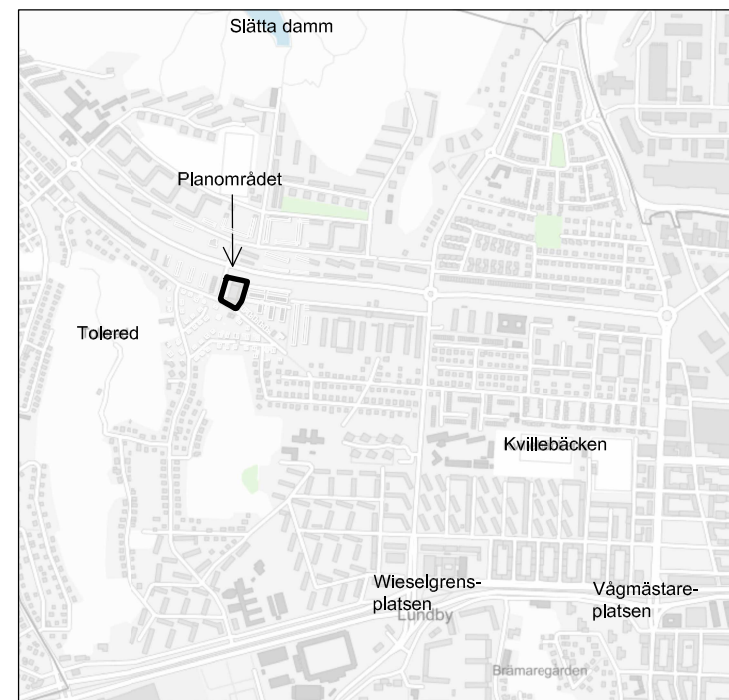 Slätta damm
Planområdet
Tolered
Kvillebäcken
Wieselgrens-
platsen
Vågmästare-
platsen
Lundby
Brämaregården